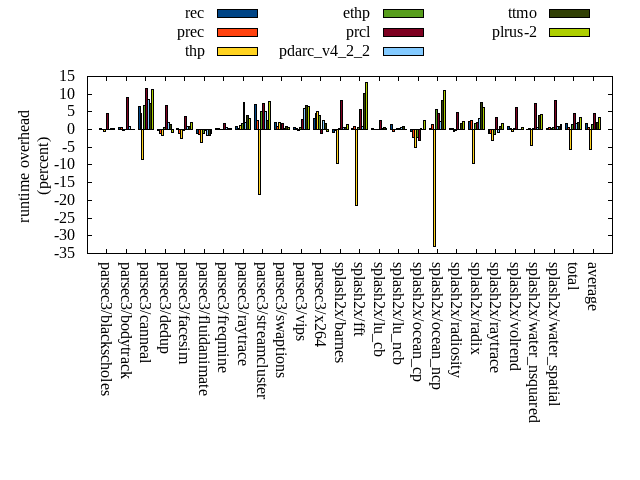 rec
prec
thp
ethp
prcl
pdarc_v4_2_2
ttmo
plrus-2
runtime overhead
(percent)
15
10
5
0
-5
-10
-15
-20
-25
-30
-35
parsec3/blackscholes
parsec3/bodytrack
parsec3/canneal
parsec3/dedup
parsec3/facesim
parsec3/fluidanimate
parsec3/freqmine
parsec3/raytrace
parsec3/streamcluster
parsec3/swaptions
parsec3/vips
parsec3/x264
splash2x/barnes
splash2x/fft
splash2x/lu_cb
splash2x/lu_ncb
splash2x/ocean_cp
splash2x/ocean_ncp
splash2x/radiosity
splash2x/radix
splash2x/raytrace
splash2x/volrend
splash2x/water_nsquared
splash2x/water_spatial
total
average